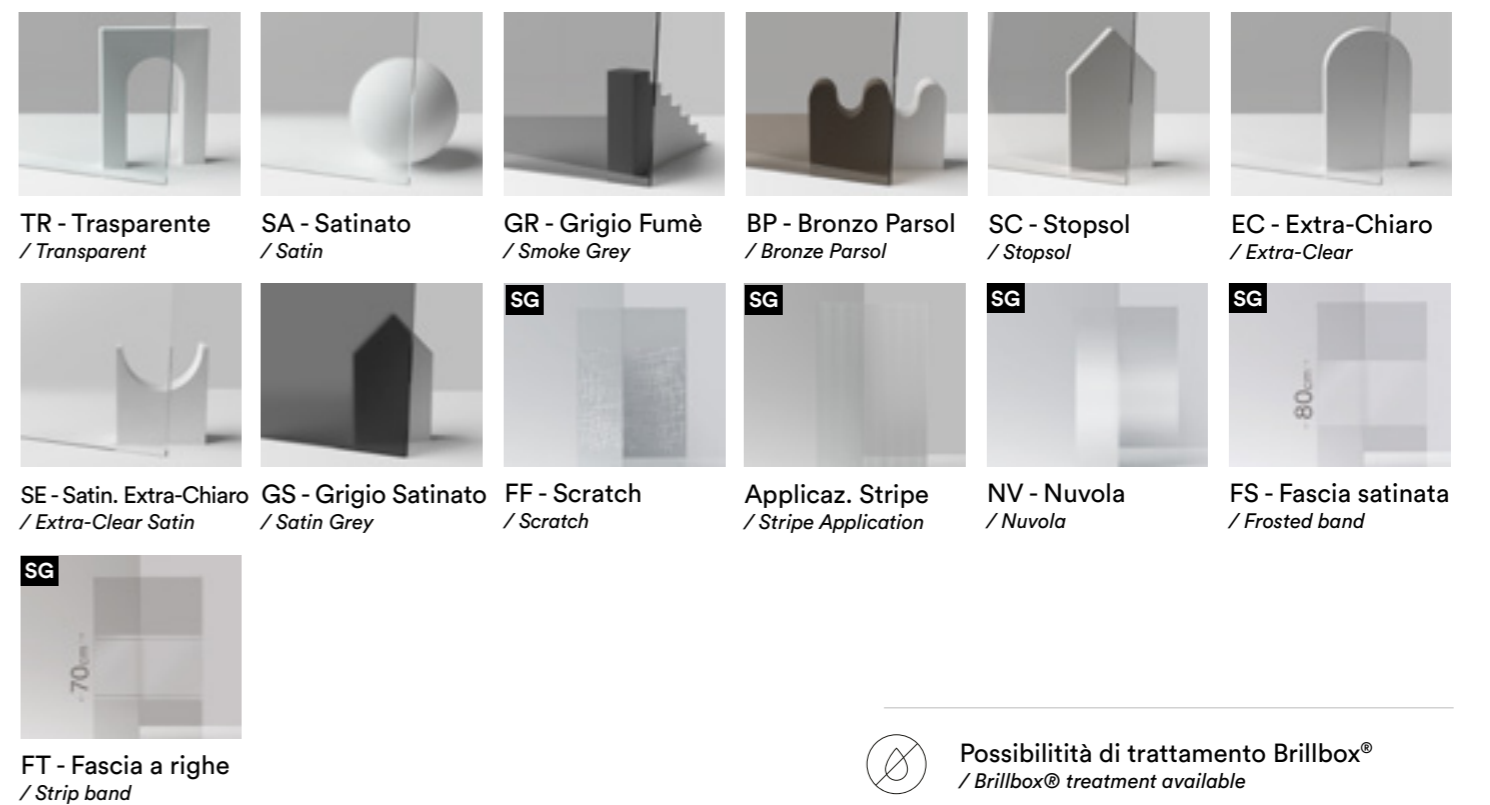 TR - Trasparente
/ Transparent
SA - Satinato
/ Satin
GR - Grigio Fumè
/ Smoke Grey
BP - Bronzo Parsol
/ Bronze Parsol
SC - Stopsol
/ Stopsol
EC - Extra-Chiaro
/ Extra-Clear
SE - Satin. Extra-Chiaro
/ Extra-Clear Satin
GS - Grigio Satinato
/ Satin Grey
SG
FF - Scratch
/ Scratch
SG
Applicaz. Stripe
/ Stripe Application
SG
NV - Nuvola
/ Nuvola
SG
80cm
FS - Fascia satinata
/ Frosted band
SG
70cm
FT - Fascia a righe
/ Strip band
Possibilitità di trattamento Brillbox®
/ Brillbox® treatment available